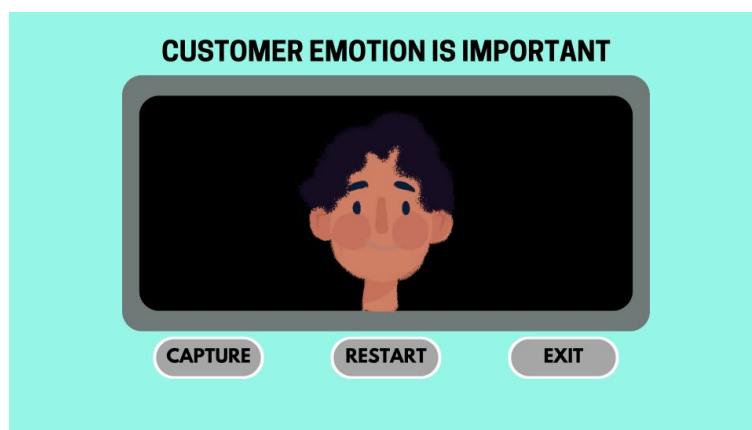 CUSTOMER EMOTION IS IMPORTANT
CAPTURE
RESTART
EXIT